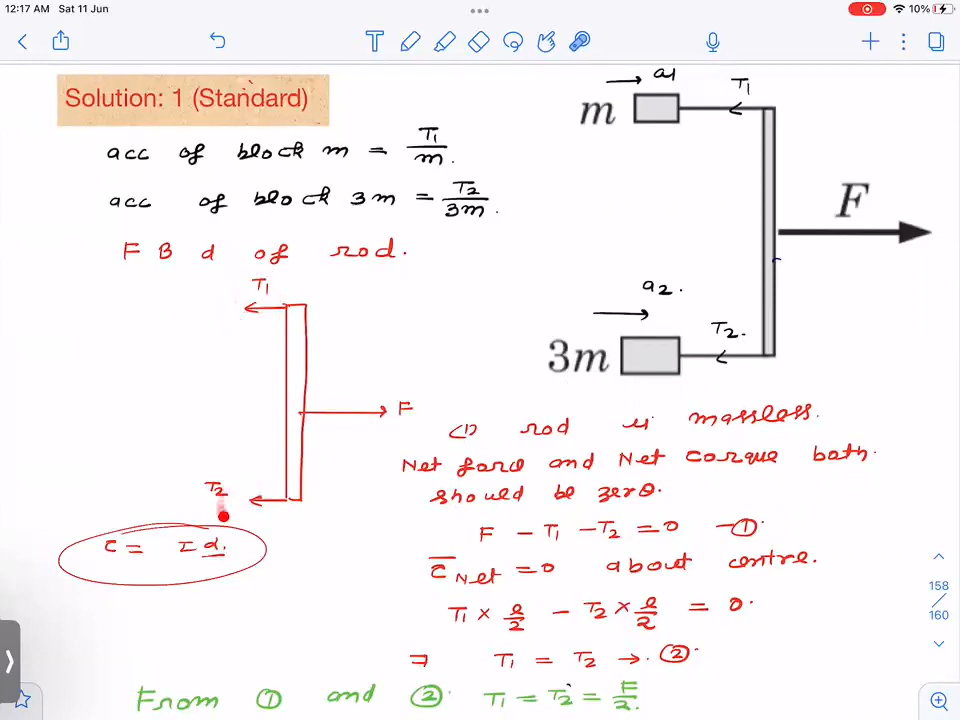 12:17 AM Sat 11 Jun
10%
Solution: 1 (Standard)
acc of block m = T1/m.
acc of block 3m = T2/3m.
F B d of rod.
T1
F
T2
τ = I α.
m
a1
T1
F
a2.
3m
T2.
rod is massless.
Net force and Net torque both.
should be zero.
F - T1 - T2 = 0 - ①.
τ Net = 0 about centre.
T1 × l/2 - T2 × l/2 = 0.
⇒ T1 = T2 → ②.
From ① and ②. T1 = T2 = F/2.
158
/
160